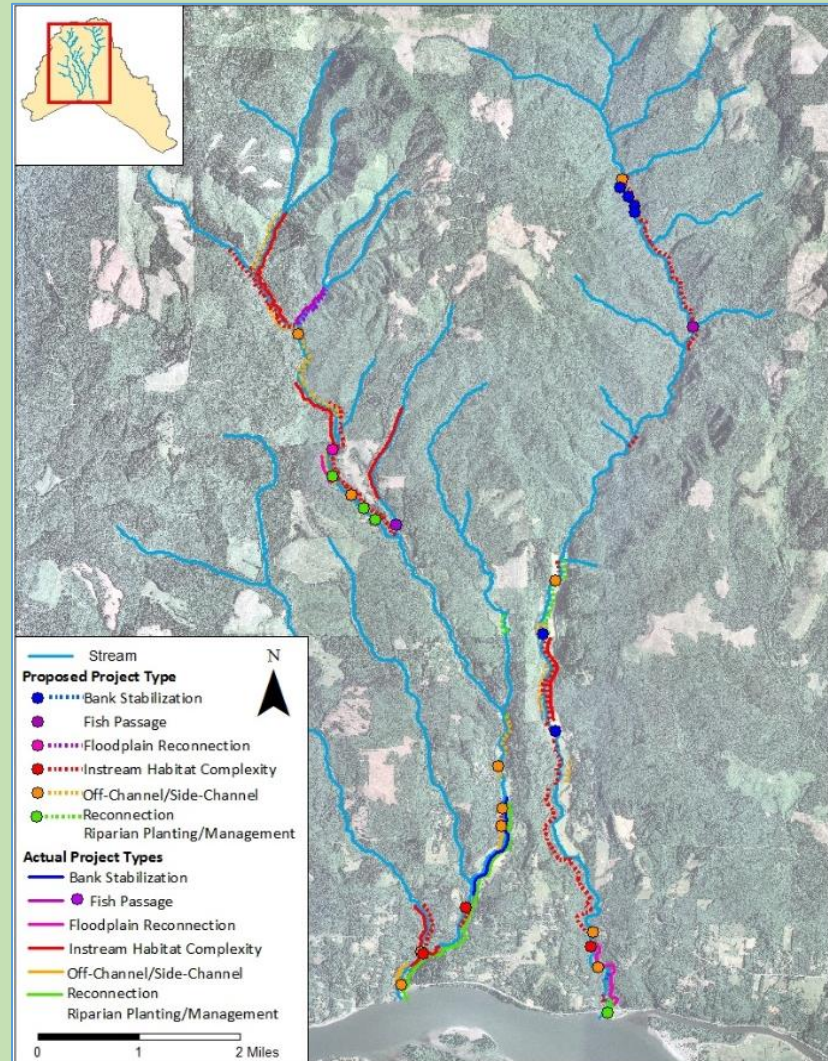 Stream
N
Proposed Project Type
Bank Stabilization
Fish Passage
Floodplain Reconnection
Instream Habitat Complexity
Off-Channel/Side-Channel
Reconnection
Riparian Planting/Management
Actual Project Types
Bank Stabilization
Fish Passage
Floodplain Reconnection
Instream Habitat Complexity
Off-Channel/Side-Channel
Reconnection
Riparian Planting/Management
0 1 2 Miles